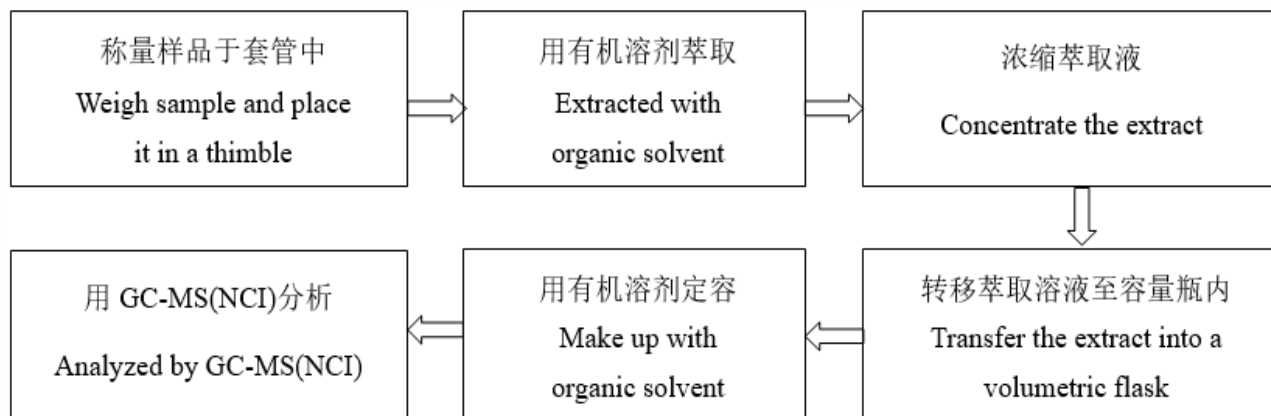 称量样品于套管中
Weigh sample and place
it in a thimble
用有机溶剂萃取
Extracted with
organic solvent
浓缩萃取液
Concentrate the extract
转移萃取溶液至容量瓶内
Transfer the extract into a
volumetric flask
用有机溶剂定容
Make up with
organic solvent
用 GC-MS(NCI)分析
Analyzed by GC-MS(NCI)